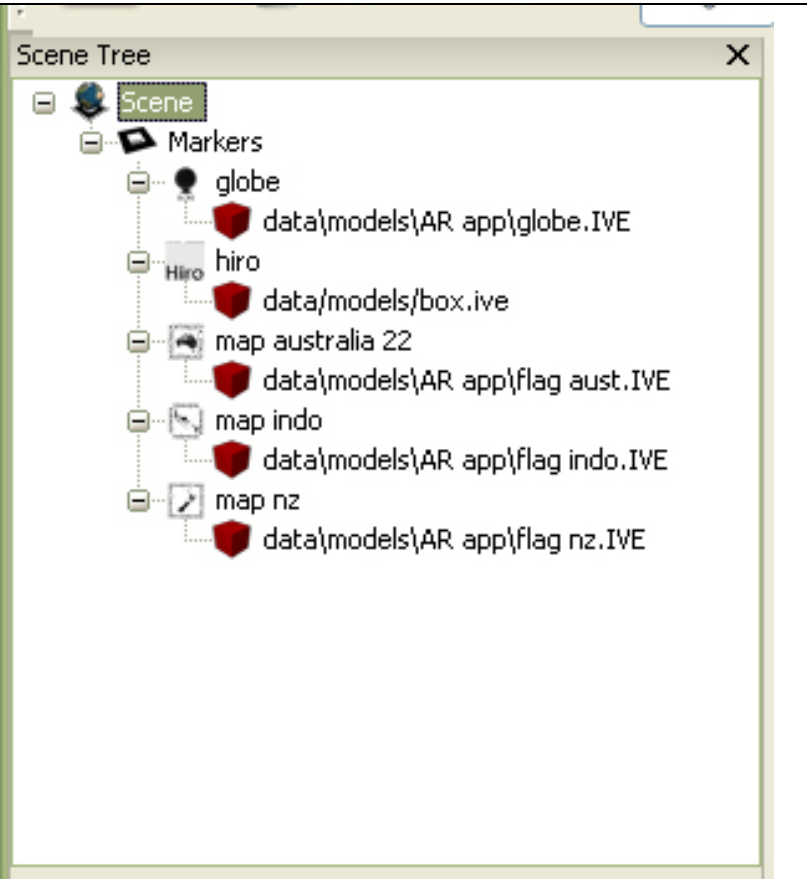 Scene Tree
Scene
Markers
globe
data\models\AR app\globe.IVE
Hiro hiro
data/models/box.ive
map australia 22
data\models\AR app\flag aust.IVE
map indo
data\models\AR app\flag indo.IVE
map nz
data\models\AR app\flag nz.IVE